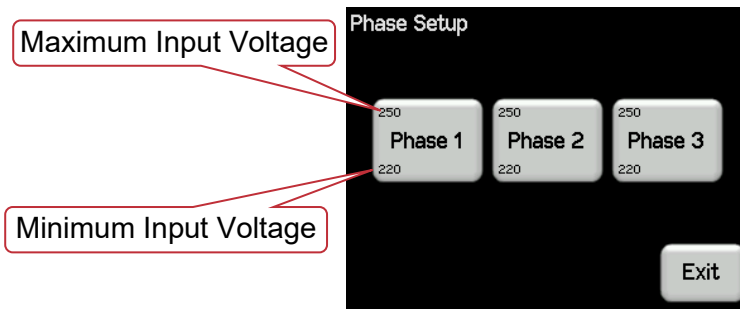 Maximum Input Voltage
Phase Setup
250 250 250
Phase 1 Phase 2 Phase 3
220 220 220
Minimum Input Voltage
Exit